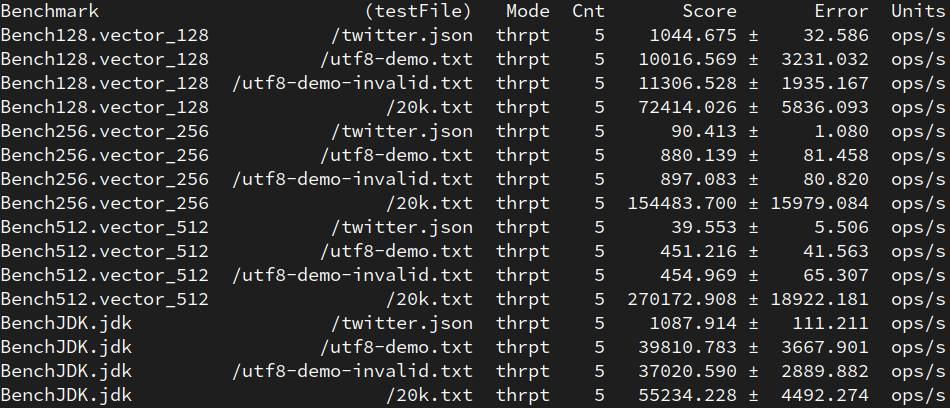 Benchmark                    (testFile)   Mode  Cnt       Score       Error  Units
Bench128.vector_128       /twitter.json  thrpt    5    1044.675 ±    32.586  ops/s
Bench128.vector_128      /utf8-demo.txt  thrpt    5   10016.569 ±  3231.032  ops/s
Bench128.vector_128  /utf8-demo-invalid.txt  thrpt    5   11306.528 ±  1935.167  ops/s
Bench128.vector_128            /20k.txt  thrpt    5   72414.026 ±  5836.093  ops/s
Bench256.vector_256       /twitter.json  thrpt    5      90.413 ±     1.080  ops/s
Bench256.vector_256      /utf8-demo.txt  thrpt    5     880.139 ±    81.458  ops/s
Bench256.vector_256  /utf8-demo-invalid.txt  thrpt    5     897.083 ±    80.820  ops/s
Bench256.vector_256            /20k.txt  thrpt    5  154483.700 ± 15979.084  ops/s
Bench512.vector_512       /twitter.json  thrpt    5      39.553 ±     5.506  ops/s
Bench512.vector_512      /utf8-demo.txt  thrpt    5     451.216 ±    41.563  ops/s
Bench512.vector_512  /utf8-demo-invalid.txt  thrpt    5     454.969 ±    65.307  ops/s
Bench512.vector_512            /20k.txt  thrpt    5  270172.908 ± 18922.181  ops/s
BenchJDK.jdk              /twitter.json  thrpt    5    1087.914 ±   111.211  ops/s
BenchJDK.jdk             /utf8-demo.txt  thrpt    5   39810.783 ±  3667.901  ops/s
BenchJDK.jdk         /utf8-demo-invalid.txt  thrpt    5   37020.590 ±  2889.882  ops/s
BenchJDK.jdk                   /20k.txt  thrpt    5   55234.228 ±  4492.274  ops/s